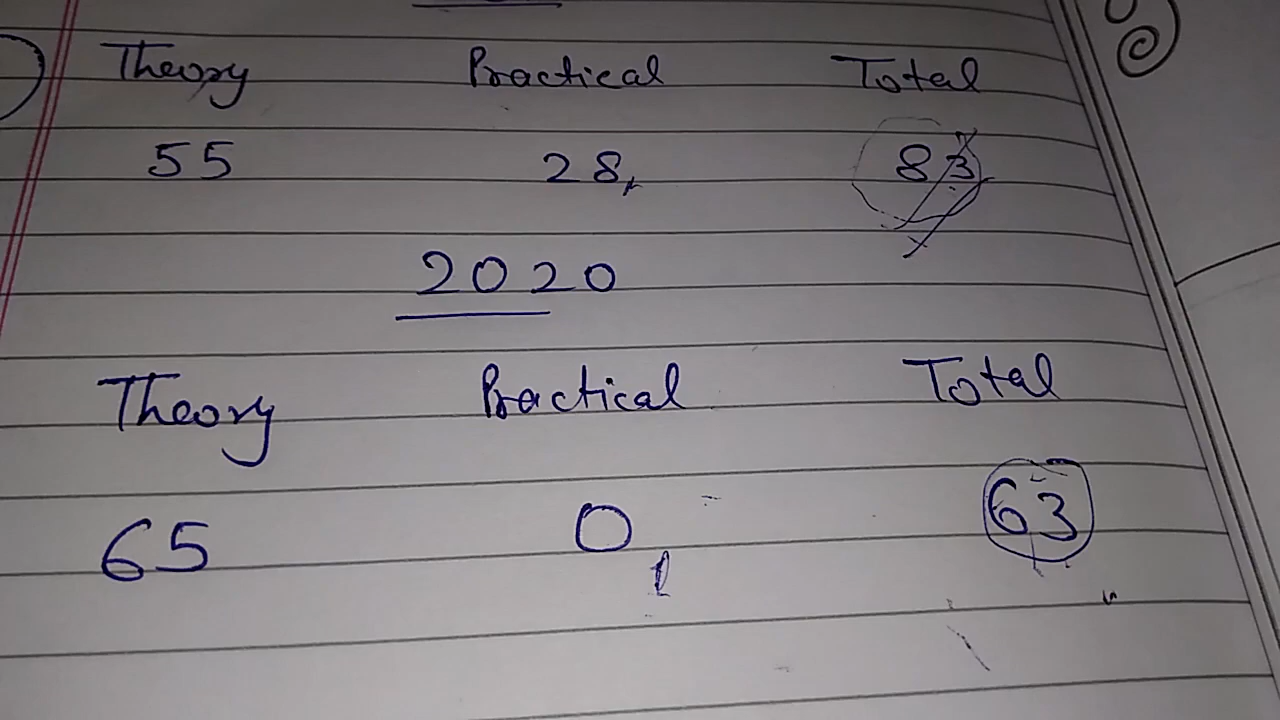 Theory Practical Total
55 28, 83
2020
Theory Practical Total
65 0, 63